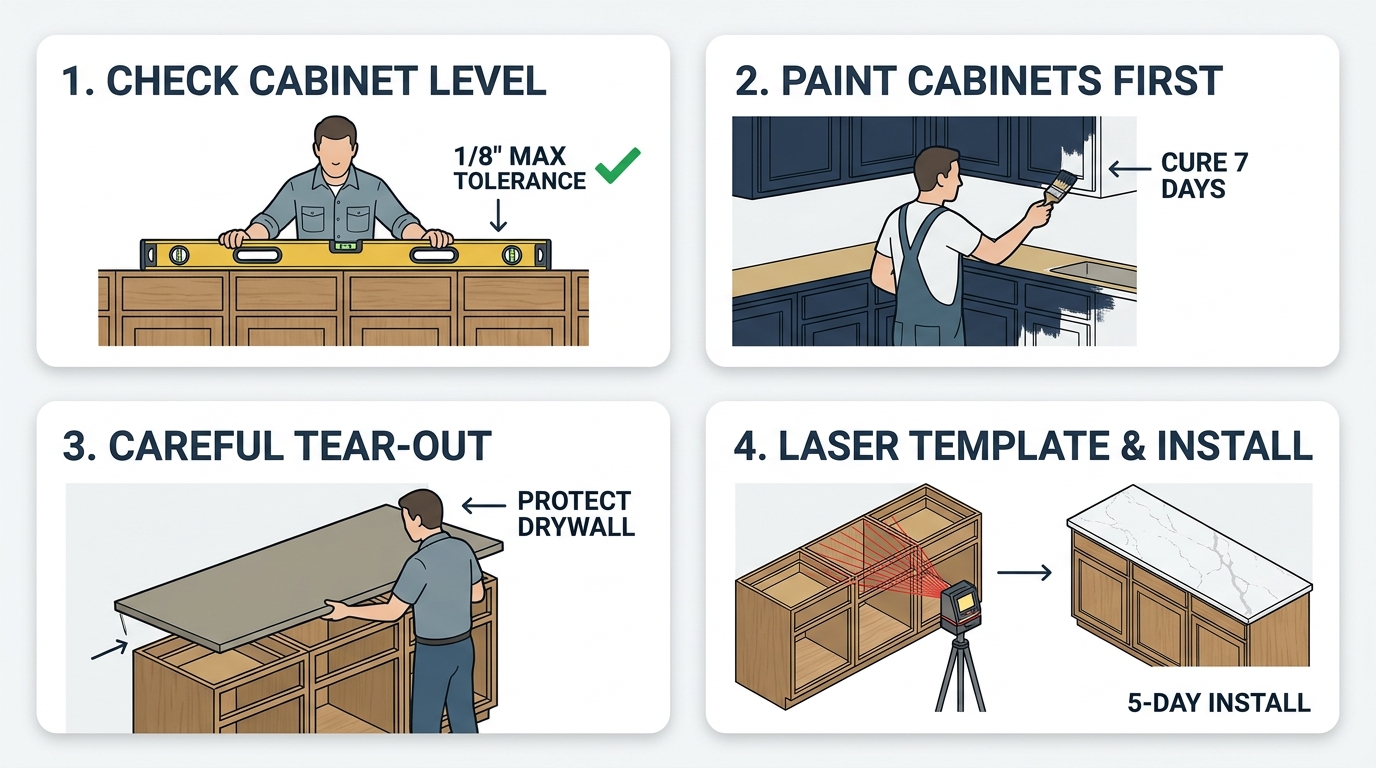 1. CHECK CABINET LEVEL
1/8" MAX
TOLERANCE
2. PAINT CABINETS FIRST
CURE 7
DAYS
3. CAREFUL TEAR-OUT
PROTECT
DRYWALL
4. LASER TEMPLATE & INSTALL
5-DAY INSTALL